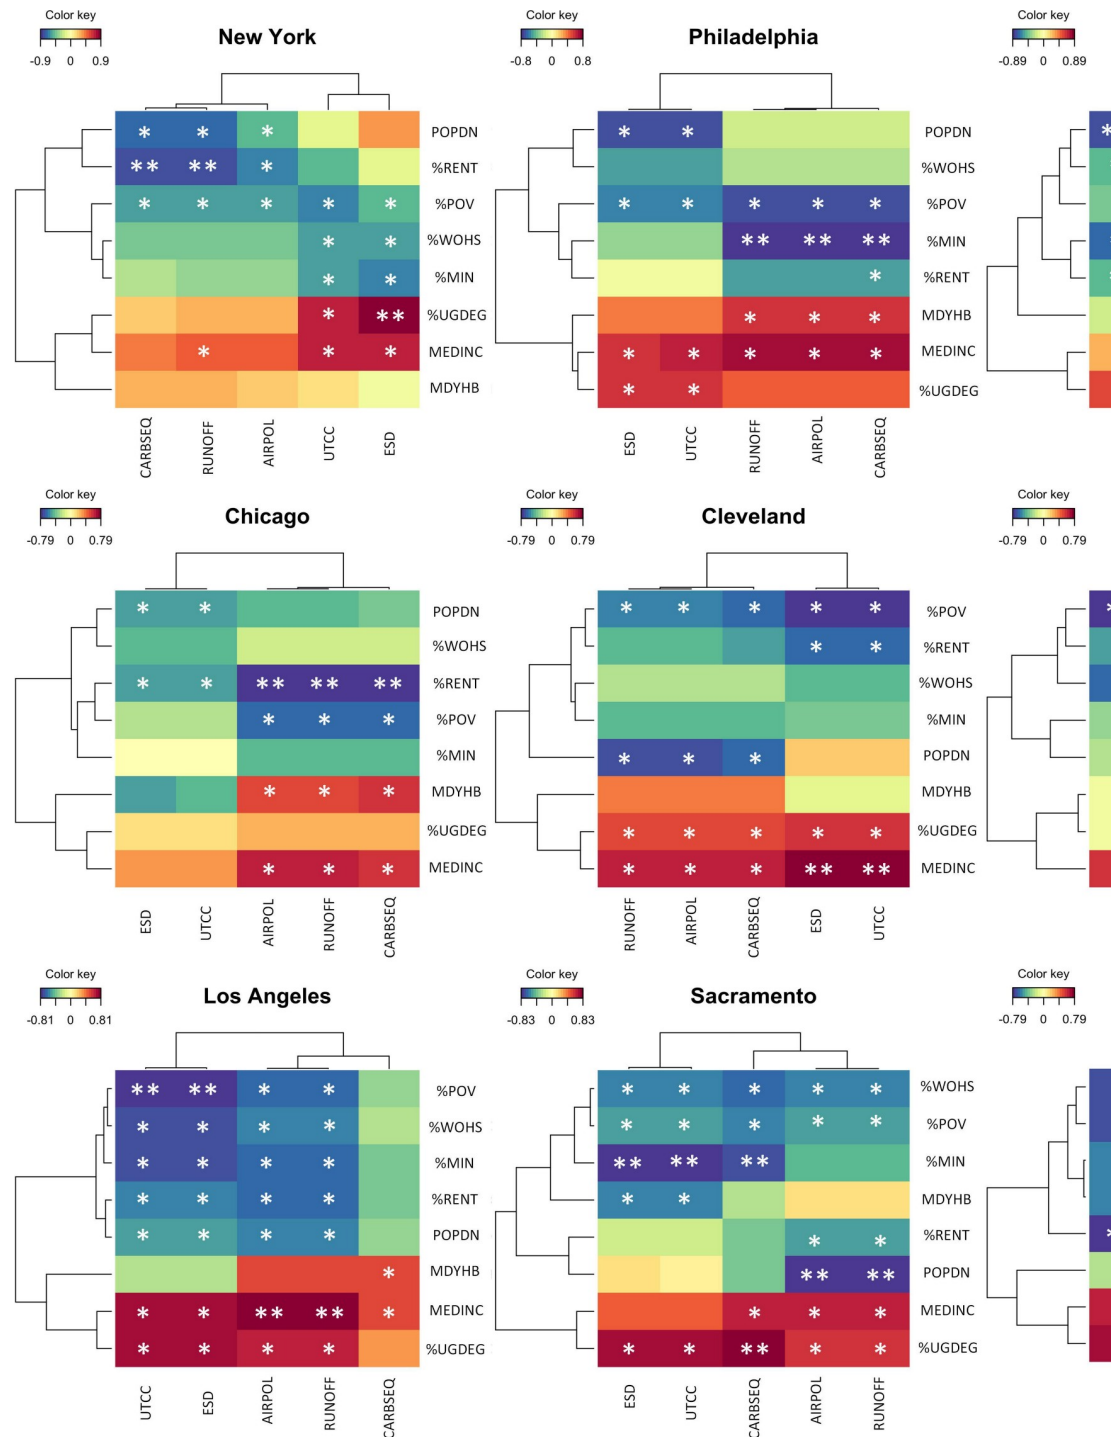 Color key
-0.9 0 0.9
New York
* * *
POPDN
** ** *
%RENT
* * * * *
%POV
* *
%WOHS
* *
%MIN
* **
%UGDEG
* * *
MEDINC
MDYHB
CARBSEQ
RUNOFF
AIRPOL
UTCC
ESD
Color key
-0.8 0 0.8
Philadelphia
* *
POPDN
%WOHS
* * * * *
%POV
** ** **
%MIN
*
%RENT
* * *
MDYHB
* * * * *
MEDINC
* *
%UGDEG
ESD
UTCC
RUNOFF
AIRPOL
CARBSEQ
Color key
-0.89 0 0.89
Color key
-0.79 0 0.79
Chicago
* *
POPDN
%WOHS
* * ** ** **
%RENT
* * *
%POV
%MIN
* * *
MDYHB
%UGDEG
* * *
MEDINC
ESD
UTCC
AIRPOL
RUNOFF
CARBSEQ
Color key
-0.79 0 0.79
Cleveland
* * * * *
%POV
* *
%RENT
%WOHS
%MIN
* * *
POPDN
MDYHB
* * * * *
%UGDEG
* * * ** **
MEDINC
RUNOFF
AIRPOL
CARBSEQ
ESD
UTCC
Color key
-0.79 0 0.79
Color key
-0.81 0 0.81
Los Angeles
** ** * *
%POV
* * * *
%WOHS
* * * *
%MIN
* * * *
%RENT
* * * *
POPDN
*
MDYHB
* * ** ** *
MEDINC
* * * *
%UGDEG
UTCC
ESD
AIRPOL
RUNOFF
CARBSEQ
Color key
-0.83 0 0.83
Sacramento
* * * * *
%WOHS
* * * * *
%POV
** ** **
%MIN
* *
MDYHB
* *
%RENT
** **
POPDN
* * *
MEDINC
* * ** * *
%UGDEG
ESD
UTCC
CARBSEQ
AIRPOL
RUNOFF
Color key
-0.79 0 0.79